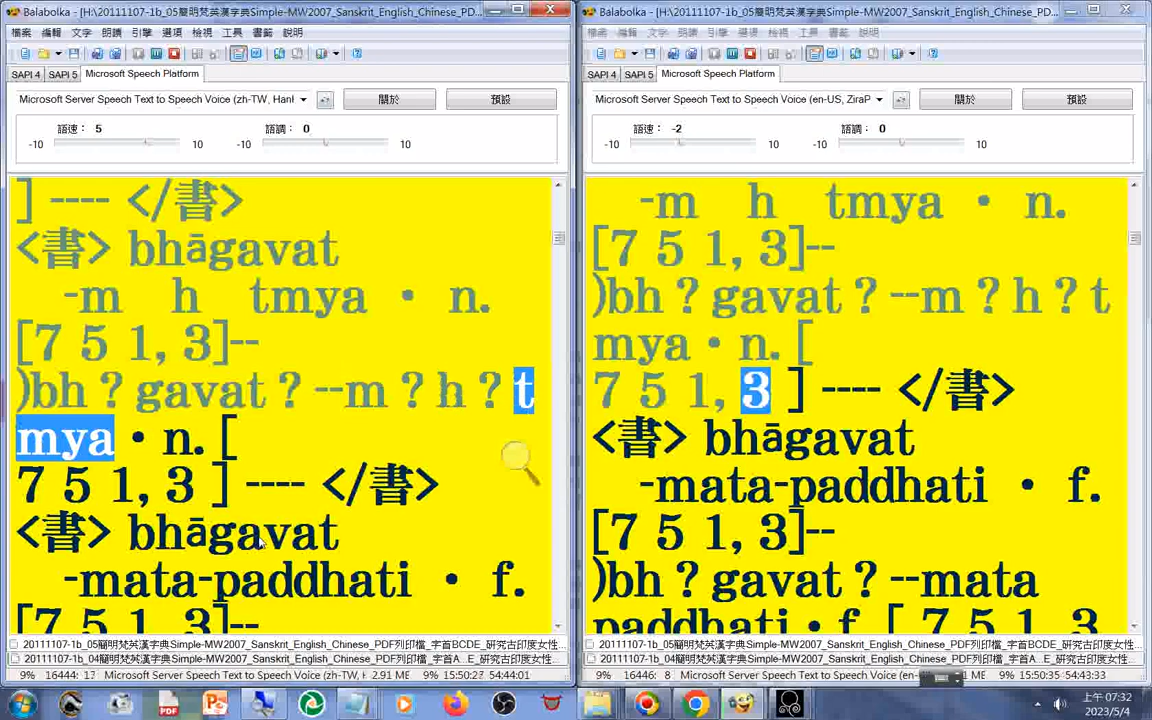 Balabolka - [H:\20111107-1b_05簡明梵英漢字典Simple-MW2007_Sanskrit_English_Chinese_PD...
檔案 編輯 文字 朗讀 引擎 選項 檢視 工具 書籤 說明
SAPI 4 SAPI 5 Microsoft Speech Platform
Microsoft Server Speech Text to Speech Voice (zh-TW, Hanl 關於 預設
語速： 5 語調： 0
-10 10 -10 10
] ---- </書>
<書> bhāgavat
-m h tmya • n.
[7 5 1, 3]--
)bh ? gavat ? --m ? h ? t
mya • n. [
7 5 1, 3 ] ---- </書>
<書> bhāgavat
-mata-paddhati • f.
[7 5 1, 3]--
20111107-1b_05簡明梵英漢字典Simple-MW2007_Sanskrit_English_Chinese_PDF列印檔_字首BCDE_研究古印度女性...
20111107-1b_04簡明梵英漢字典Simple-MW2007_Sanskrit_English_Chinese_PDF列印檔_字首A...E_研究古印度女性...
9% 16444: 1 Microsoft Server Speech Text to Speech Voice (zh-TW, H 2.91 ME 9% 15:50:27 54:44:01
Balabolka - [H:\20111107-1b_05簡明梵英漢字典Simple-MW2007_Sanskrit_English_Chinese_PD...
檔案 編輯 文字 朗讀 引擎 選項 檢視 工具 書籤 說明
SAPI 4 SAPI 5 Microsoft Speech Platform
Microsoft Server Speech Text to Speech Voice (en-US, ZiraP 關於 預設
語速： -2 語調： 0
-10 10 -10 10
-m h tmya • n.
[7 5 1, 3]--
)bh ? gavat ? --m ? h ? t
mya • n. [
7 5 1, 3 ] ---- </書>
<書> bhāgavat
-mata-paddhati • f.
[7 5 1, 3]--
)bh ? gavat ? --mata
paddhati • f. [ 7 5 1, 3
20111107-1b_05簡明梵英漢字典Simple-MW2007_Sanskrit_English_Chinese_PDF列印檔_字首BCDE_研究古印度女性...
20111107-1b_04簡明梵英漢字典Simple-MW2007_Sanskrit_English_Chinese_PDF列印檔_字首A...E_研究古印度女性...
9% 16446: 8 Microsoft Server Speech Text to Speech Voice (en-US, 2.91 ME 9% 15:50:35 54:43:33
上午 07:32
2023/5/4